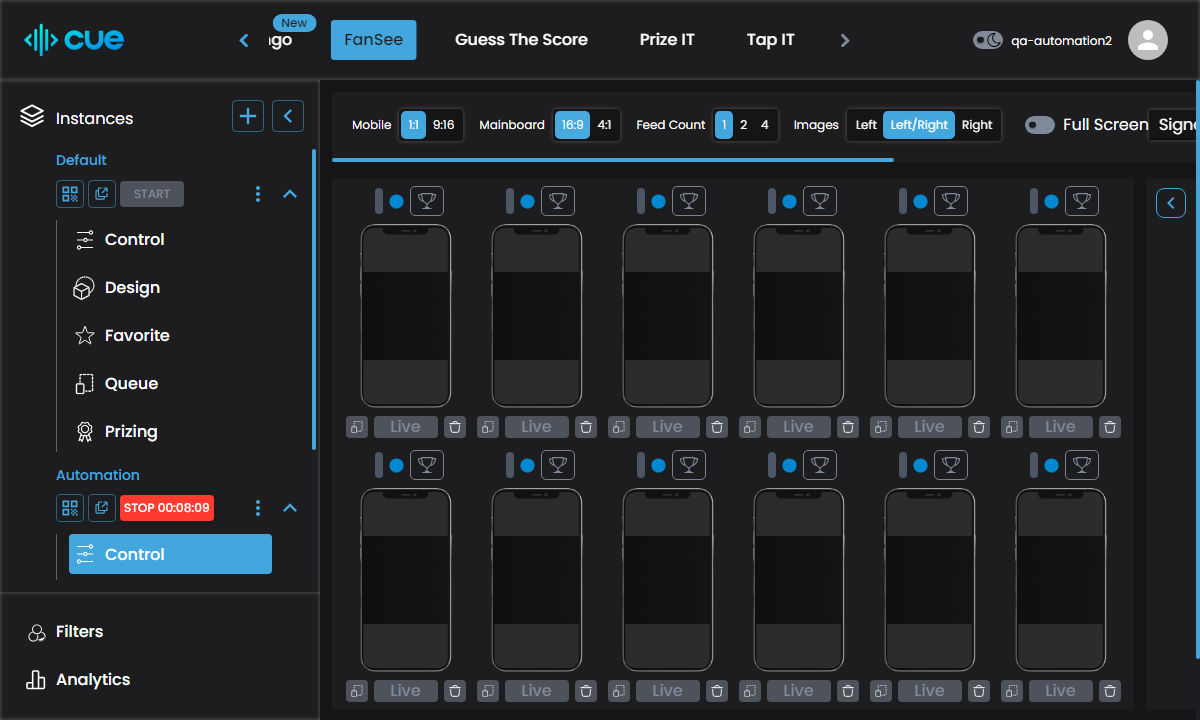 cue
New
FanSee
Guess The Score
Prize IT
Tap IT
qa-automation2
Instances
Mobile 1:1 9:16
Mainboard 16:9 4:1
Feed Count 1 2 4
Images Left Left/Right Right
Full Screen
Default
START
Control
Design
Favorite
Queue
Prizing
Automation
STOP 00:08:09
Control
Filters
Analytics
Live Live Live Live Live Live
Live Live Live Live Live Live